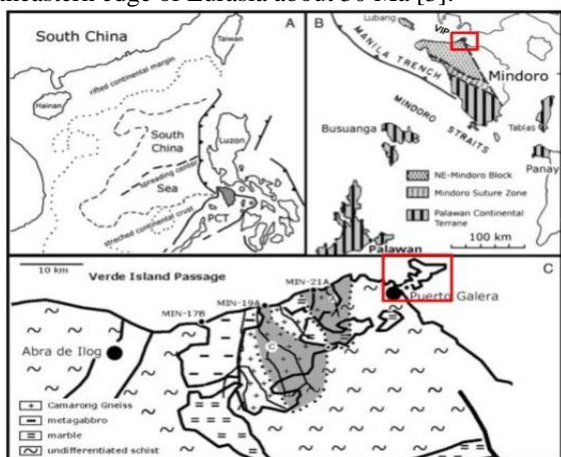 neastern edge of Eurasia about 30 Ma [5].
A
South China
Taiwan
rifted continental margin
Hainan
South
China
Sea
Luzon
spreading center
streched continental crust
PCT
B
Lubang
VIP
MANILA TRENCH
Mindoro
MINDORO STRAITS
Busuanga
Tablas
Panay
NE-Mindoro Block
Mindoro Suture Zone
Palawan Continental
Terrane
Palawan
100 km
C
10 km
Verde Island Passage
MIN-21A
MIN-19A
MIN-17B
Puerto Galera
Abra de Ilog
C
Camarong Gneiss
metagabbro
marble
undifferentiated schist